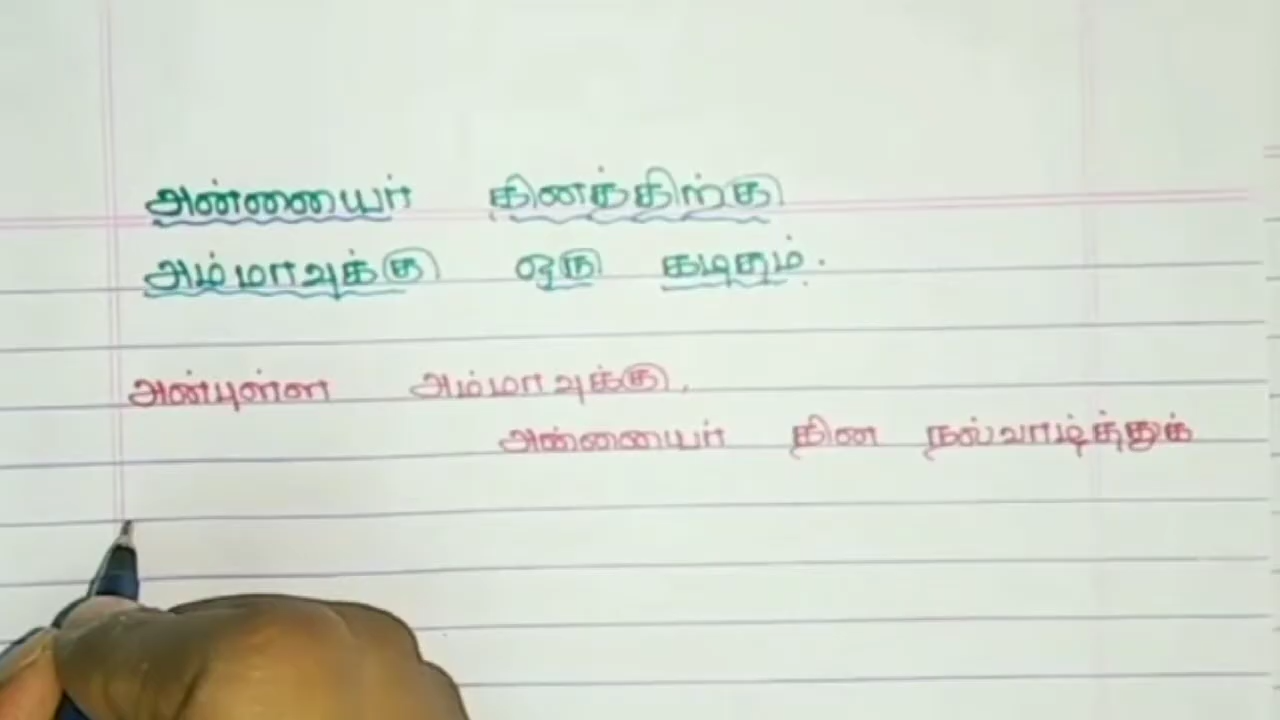 அன்னையர் தினத்திற்கு
அம்மாவுக்கு ஒரு கடிதம்.
அன்புள்ள அம்மாவுக்கு,
அன்னையர் தின நல்வாழ்த்துக்